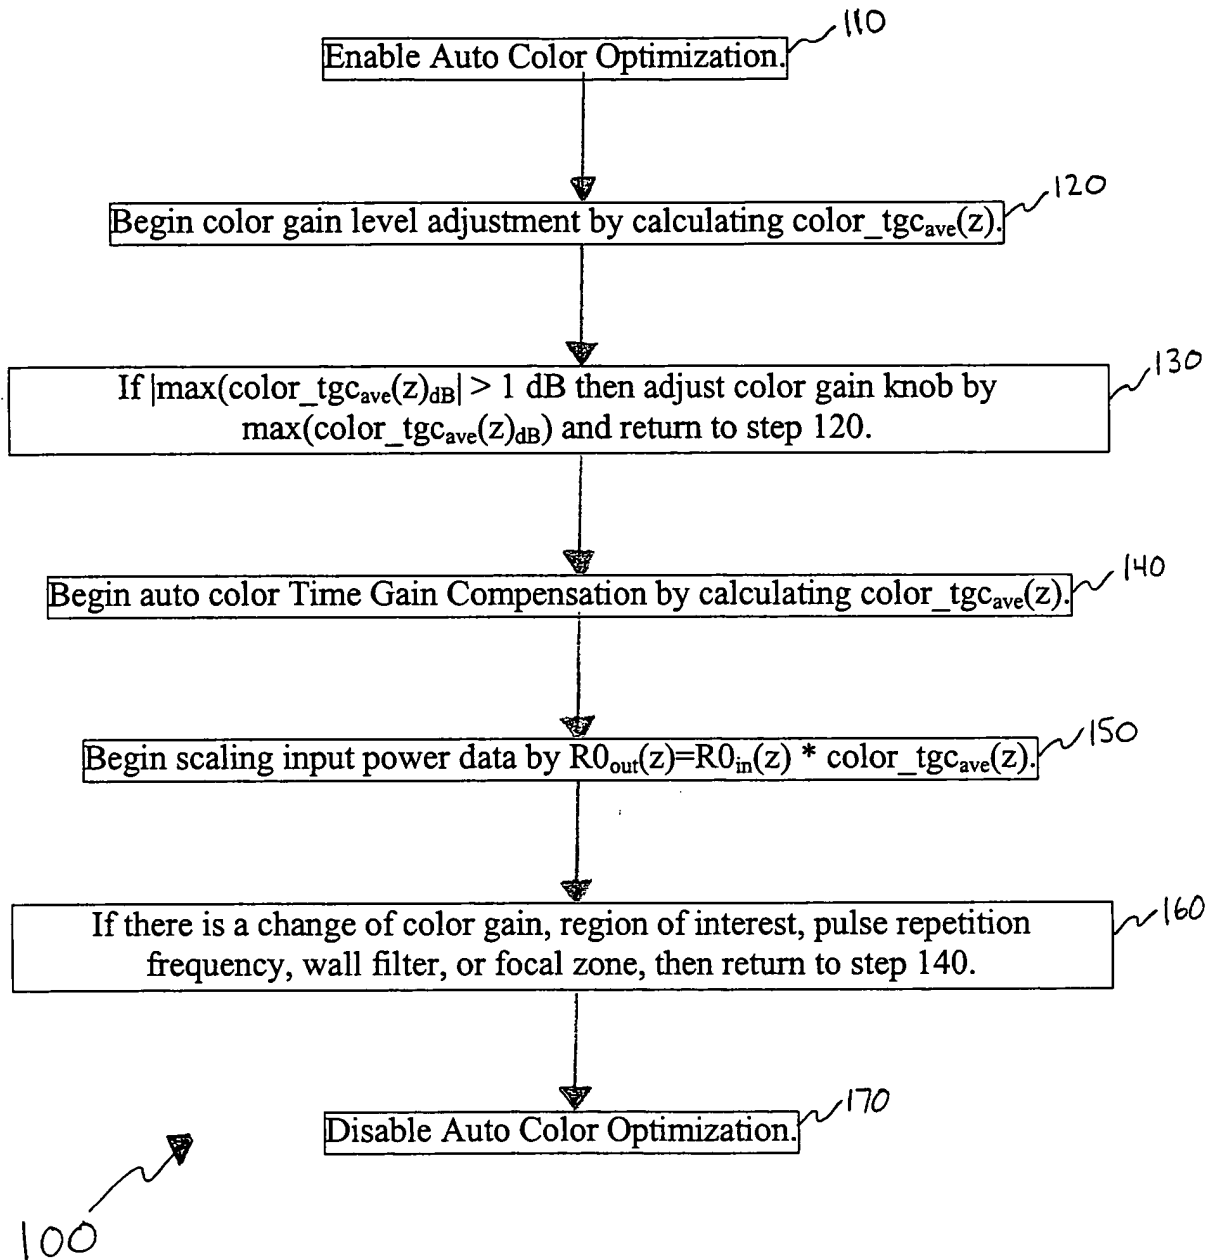 110
Enable Auto Color Optimization.
120
Begin color gain level adjustment by calculating color_tgcave(z).
130
If |max(color_tgcave(z)dB| > 1 dB then adjust color gain knob by
max(color_tgcave(z)dB) and return to step 120.
140
Begin auto color Time Gain Compensation by calculating color_tgcave(z).
150
Begin scaling input power data by R0out(z)=R0in(z) * color_tgcave(z).
160
If there is a change of color gain, region of interest, pulse repetition
frequency, wall filter, or focal zone, then return to step 140.
170
Disable Auto Color Optimization.
100